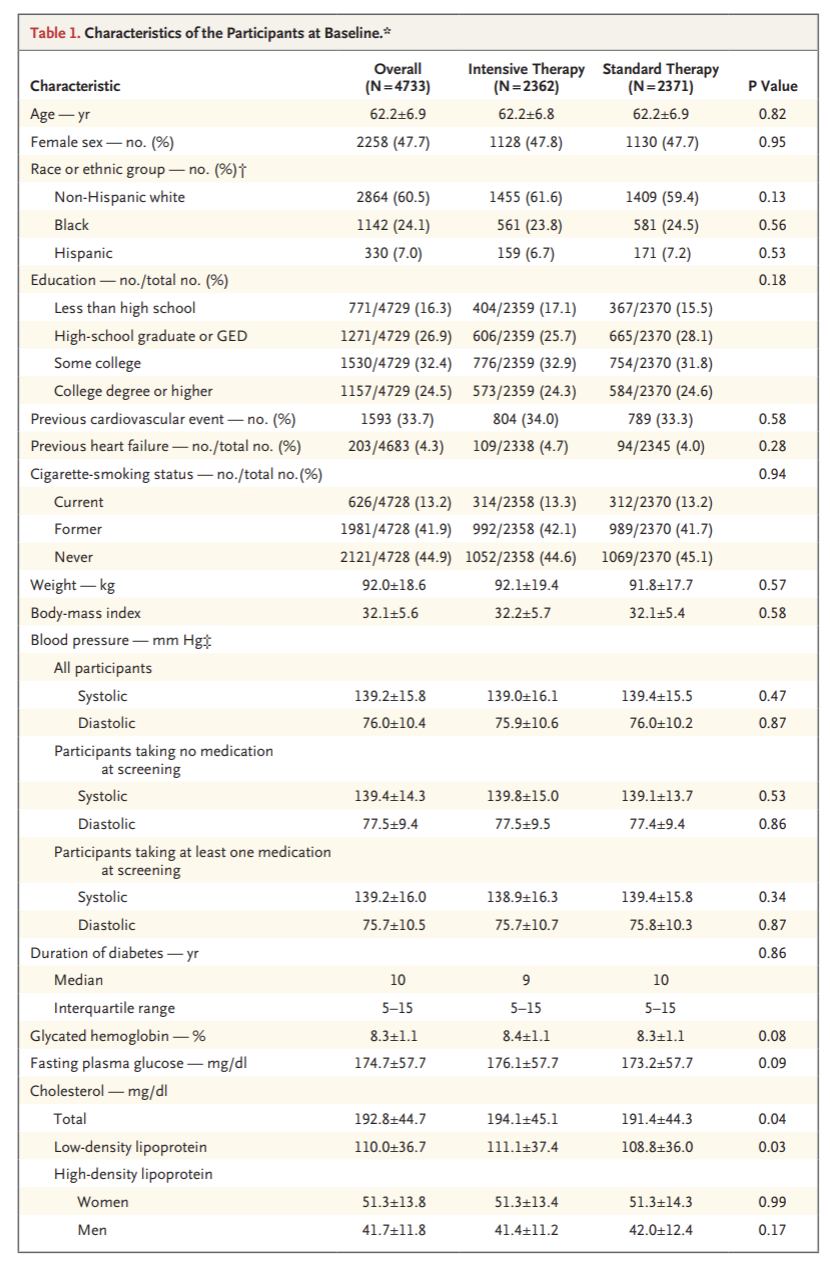 Table 1. Characteristics of the Participants at Baseline.*
Characteristic Overall (N=4733) Intensive Therapy (N=2362) Standard Therapy (N=2371) P Value
Age — yr 62.2±6.9 62.2±6.8 62.2±6.9 0.82
Female sex — no. (%) 2258 (47.7) 1128 (47.8) 1130 (47.7) 0.95
Race or ethnic group — no. (%)†
Non-Hispanic white 2864 (60.5) 1455 (61.6) 1409 (59.4) 0.13
Black 1142 (24.1) 561 (23.8) 581 (24.5) 0.56
Hispanic 330 (7.0) 159 (6.7) 171 (7.2) 0.53
Education — no./total no. (%) 0.18
Less than high school 771/4729 (16.3) 404/2359 (17.1) 367/2370 (15.5)
High-school graduate or GED 1271/4729 (26.9) 606/2359 (25.7) 665/2370 (28.1)
Some college 1530/4729 (32.4) 776/2359 (32.9) 754/2370 (31.8)
College degree or higher 1157/4729 (24.5) 573/2359 (24.3) 584/2370 (24.6)
Previous cardiovascular event — no. (%) 1593 (33.7) 804 (34.0) 789 (33.3) 0.58
Previous heart failure — no./total no. (%) 203/4683 (4.3) 109/2338 (4.7) 94/2345 (4.0) 0.28
Cigarette-smoking status — no./total no.(%) 0.94
Current 626/4728 (13.2) 314/2358 (13.3) 312/2370 (13.2)
Former 1981/4728 (41.9) 992/2358 (42.1) 989/2370 (41.7)
Never 2121/4728 (44.9) 1052/2358 (44.6) 1069/2370 (45.1)
Weight — kg 92.0±18.6 92.1±19.4 91.8±17.7 0.57
Body-mass index 32.1±5.6 32.2±5.7 32.1±5.4 0.58
Blood pressure — mm Hg‡
All participants
Systolic 139.2±15.8 139.0±16.1 139.4±15.5 0.47
Diastolic 76.0±10.4 75.9±10.6 76.0±10.2 0.87
Participants taking no medication
at screening
Systolic 139.4±14.3 139.8±15.0 139.1±13.7 0.53
Diastolic 77.5±9.4 77.5±9.5 77.4±9.4 0.86
Participants taking at least one medication
at screening
Systolic 139.2±16.0 138.9±16.3 139.4±15.8 0.34
Diastolic 75.7±10.5 75.7±10.7 75.8±10.3 0.87
Duration of diabetes — yr 0.86
Median 10 9 10
Interquartile range 5–15 5–15 5–15
Glycated hemoglobin — % 8.3±1.1 8.4±1.1 8.3±1.1 0.08
Fasting plasma glucose — mg/dl 174.7±57.7 176.1±57.7 173.2±57.7 0.09
Cholesterol — mg/dl
Total 192.8±44.7 194.1±45.1 191.4±44.3 0.04
Low-density lipoprotein 110.0±36.7 111.1±37.4 108.8±36.0 0.03
High-density lipoprotein
Women 51.3±13.8 51.3±13.4 51.3±14.3 0.99
Men 41.7±11.8 41.4±11.2 42.0±12.4 0.17